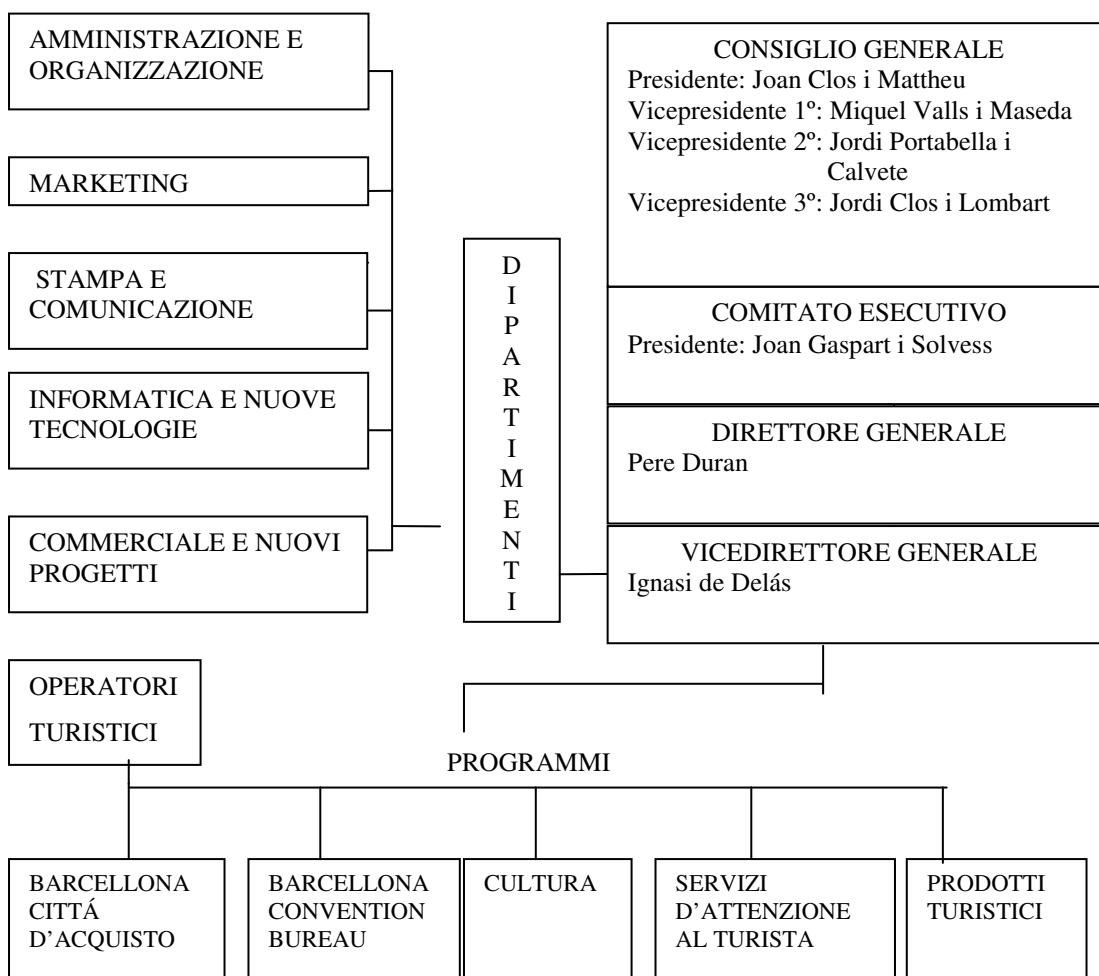 AMMINISTRAZIONE E
ORGANIZZAZIONE
MARKETING
STAMPA E
COMUNICAZIONE
INFORMATICA E NUOVE
TECNOLOGIE
COMMERCIALE E NUOVI
PROGETTI
D
I
P
A
R
T
I
M
E
N
T
I
CONSIGLIO GENERALE
Presidente: Joan Clos i Mattheu
Vicepresidente 1º: Miquel Valls i Maseda
Vicepresidente 2º: Jordi Portabella i
Calvete
Vicepresidente 3º: Jordi Clos i Lombart
COMITATO ESECUTIVO
Presidente: Joan Gaspart i Solvess
DIRETTORE GENERALE
Pere Duran
VICEDIRETTORE GENERALE
Ignasi de Delás
OPERATORI
TURISTICI
PROGRAMMI
BARCELLONA
CITTÁ
D’ACQUISTO
BARCELLONA
CONVENTION
BUREAU
CULTURA
SERVIZI
D’ATTENZIONE
AL TURISTA
PRODOTTI
TURISTICI